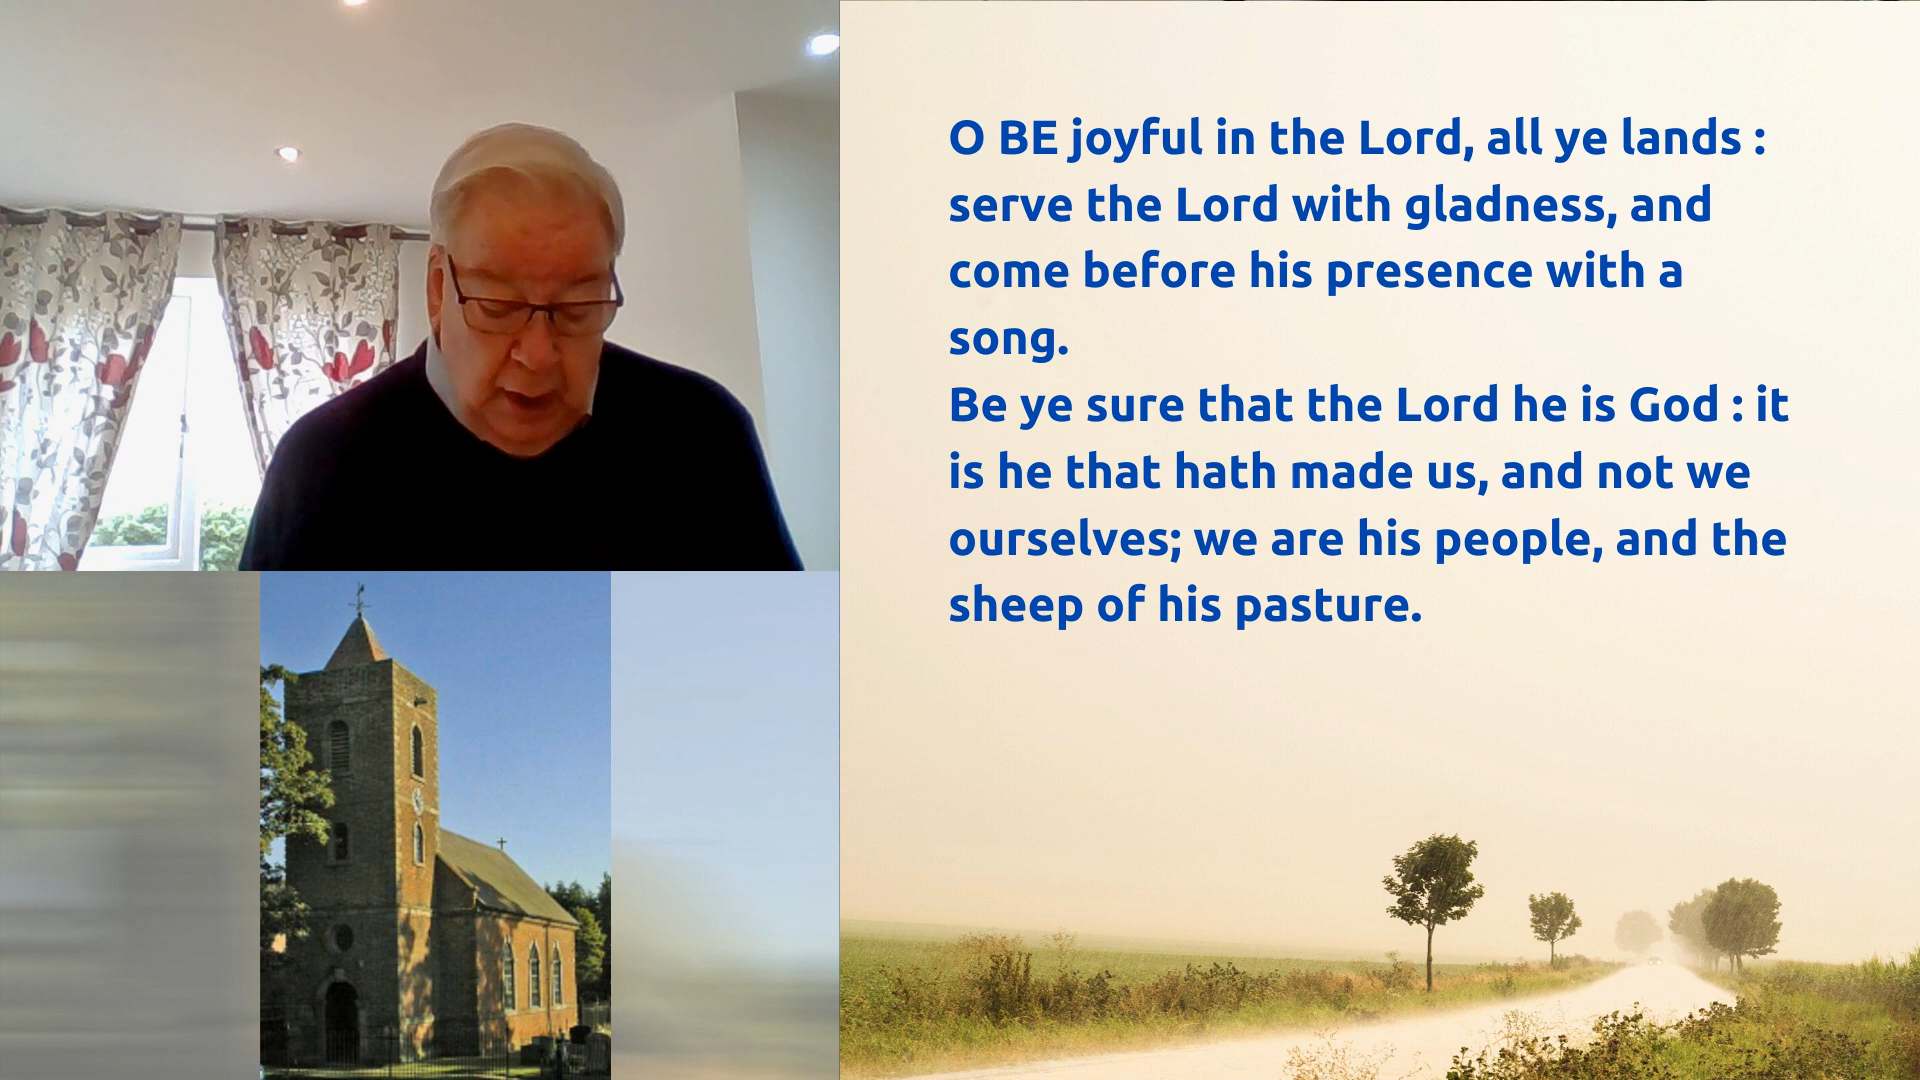 O BE joyful in the Lord, all ye lands :
serve the Lord with gladness, and
come before his presence with a
song.
Be ye sure that the Lord he is God : it
is he that hath made us, and not we
ourselves; we are his people, and the
sheep of his pasture.